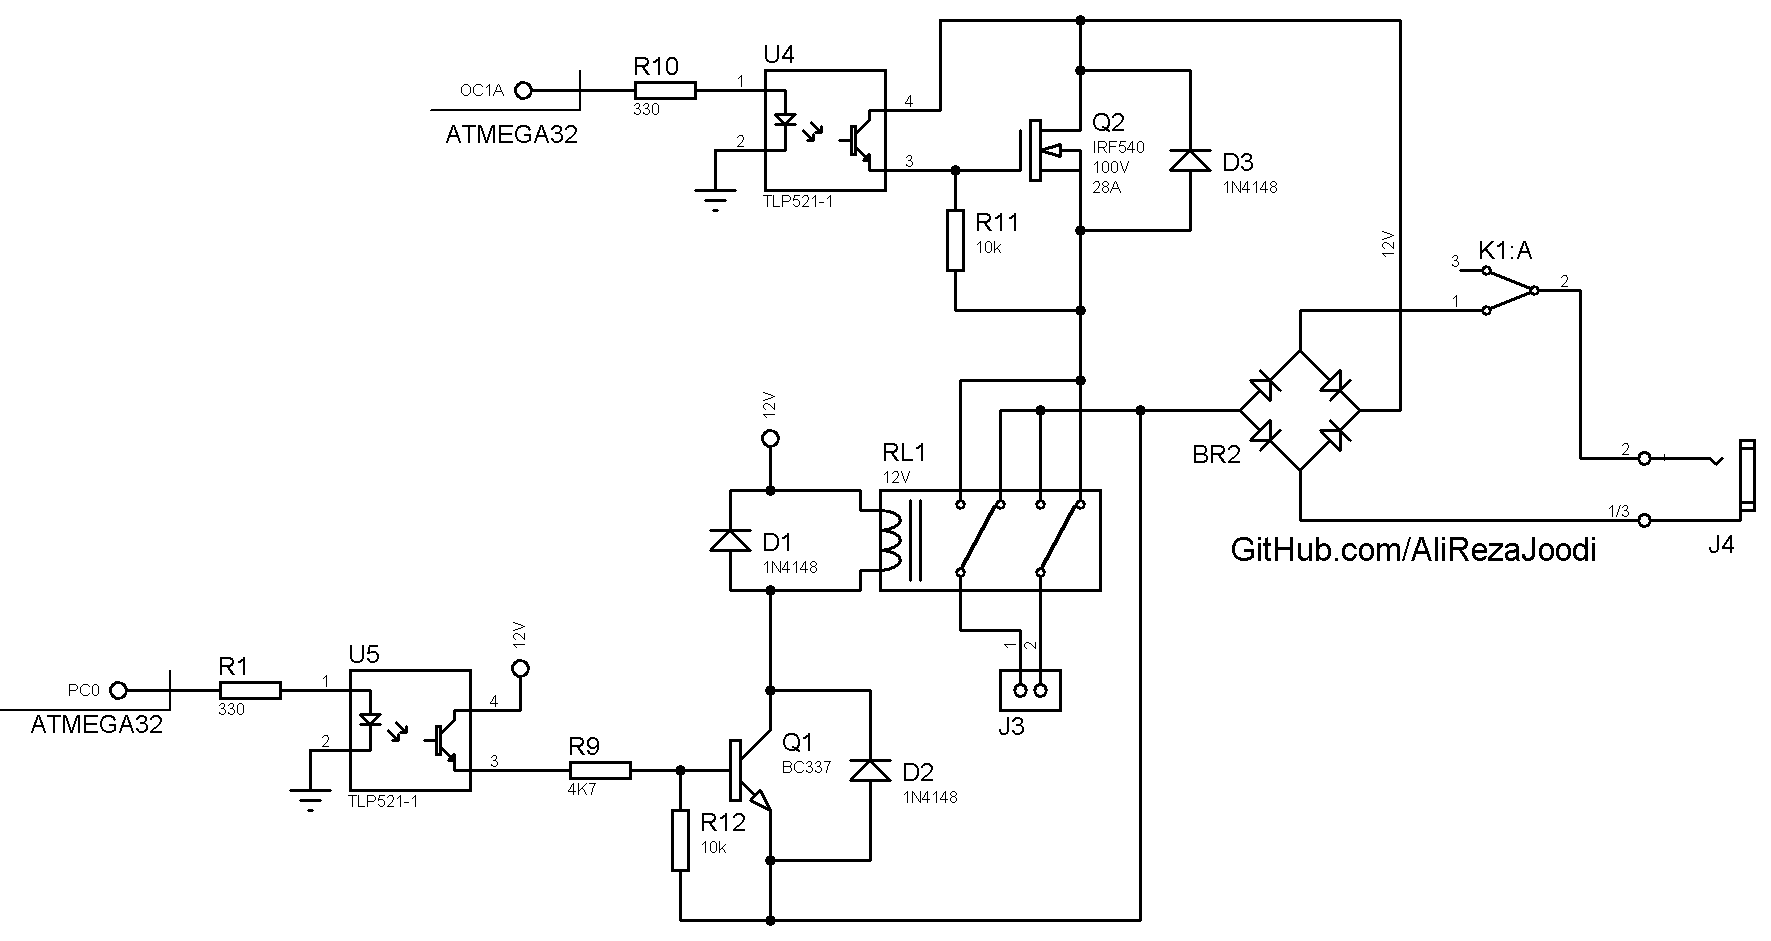 U4
R10
330
OC1A
ATMEGA32
1
2
4
3
TLP521-1
Q2
IRF540
100V
28A
D3
1N4148
R11
10k
12V
K1:A
3
1
2
BR2
2
1/3
J4
GitHub.com/AliRezaJoodi
12V
RL1
12V
D1
1N4148
1
2
J3
12V
U5
R1
330
PC0
ATMEGA32
1
2
4
3
TLP521-1
R9
4K7
Q1
BC337
D2
1N4148
R12
10k